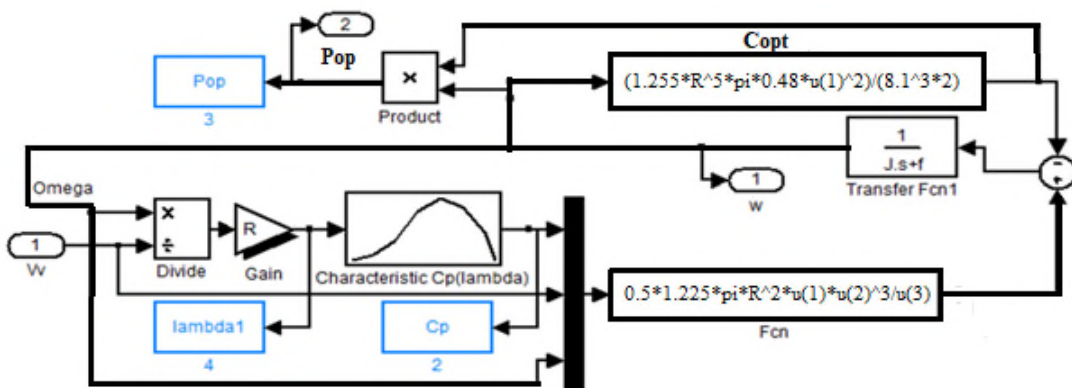 2
Pop
Copt
Pop
3
×
Product
(1.255*R^5*pi*0.48*u(1)^2)/(8.1^3*2)
1
J.s+f
Transfer Fcn1
-
+
1
w
Omega
1
Vv
×
÷
Divide
R
Gain
Characteristic Cp(lambda)
lambda1
4
Cp
2
0.5*1.225*pi*R^2*u(1)*u(2)^3/u(3)
Fcn